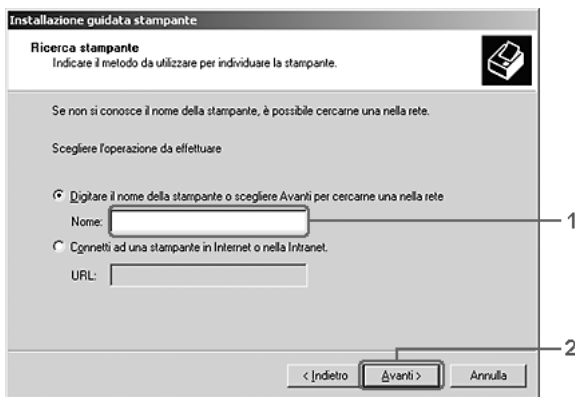 Installazione guidata stampante
Ricerca stampante
Indicare il metodo da utilizzare per individuare la stampante.
Se non si conosce il nome della stampante, è possibile cercarne una nella rete.
Scegliere l'operazione da effettuare
Digitare il nome della stampante o scegliere Avanti per cercarne una nella rete
Nome:
1
Connetti ad una stampante in Internet o nella Intranet.
URL:
2
< Indietro Avanti > Annulla